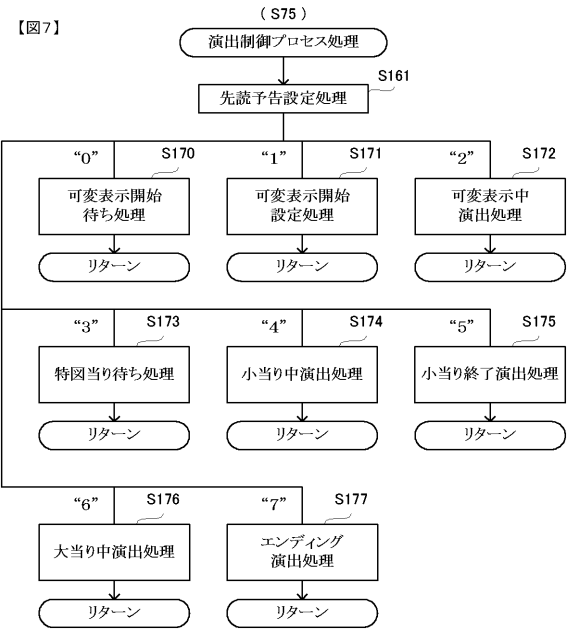 (S75)
【図7】
演出制御プロセス処理
S161
先読予告設定処理
“0”
S170
“1”
S171
“2”
S172
可変表示開始
待ち処理
可変表示開始
設定処理
可変表示中
演出処理
リターン
リターン
リターン
“3”
S173
“4”
S174
“5”
S175
特図当り待ち処理
小当り中演出処理
小当り終了演出処理
リターン
リターン
リターン
“6”
S176
“7”
S177
大当り中演出処理
エンディング
演出処理
リターン
リターン